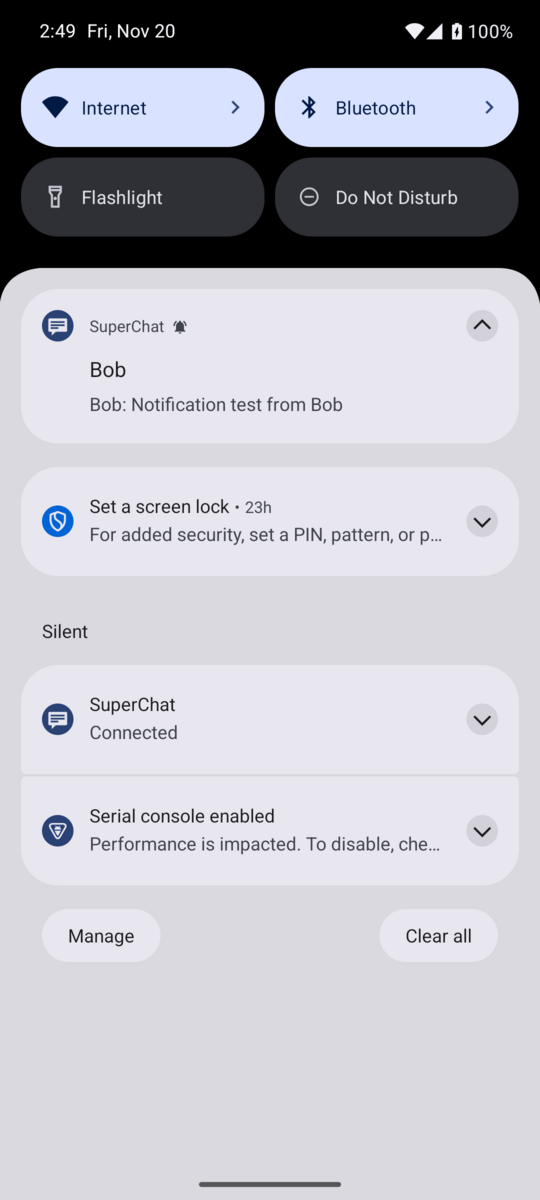 2:49 Fri, Nov 20 100%
Internet
Bluetooth
Flashlight
Do Not Disturb
SuperChat
Bob
Bob: Notification test from Bob
Set a screen lock • 23h
For added security, set a PIN, pattern, or p…
Silent
SuperChat
Connected
Serial console enabled
Performance is impacted. To disable, che…
Manage
Clear all